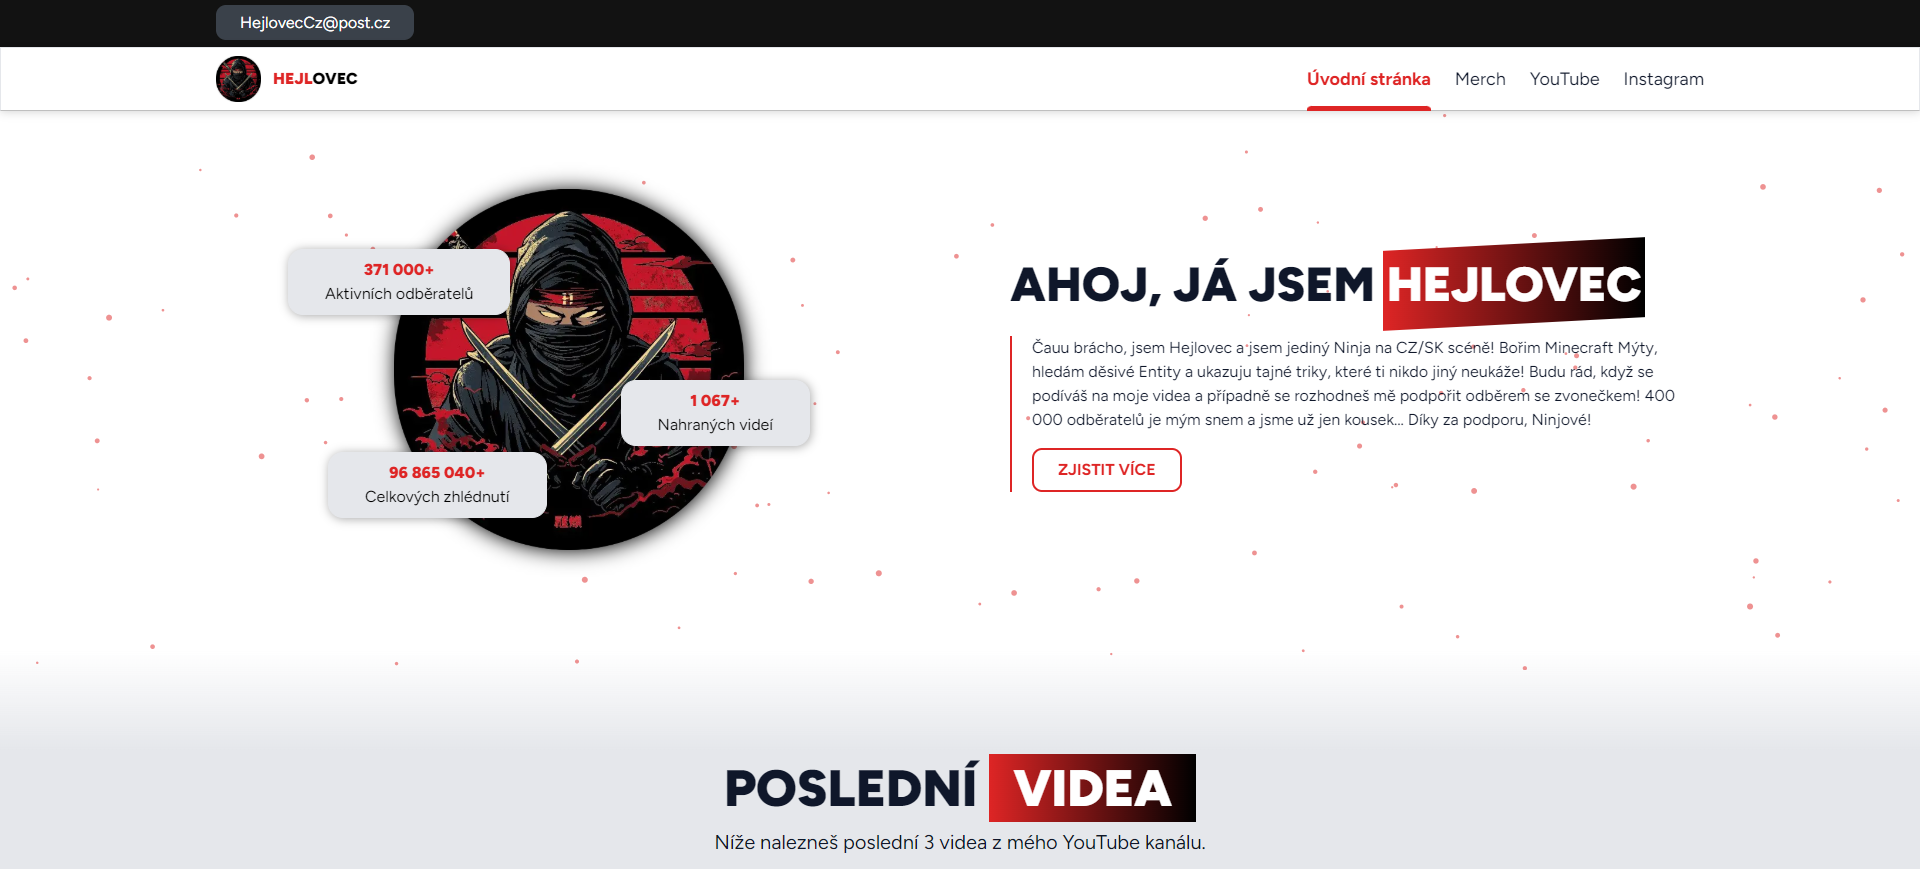 HejlovecCz@post.cz
HEJLOVEC
Úvodní stránka Merch YouTube Instagram
371 000+
Aktivních odběratelů
1 067+
Nahraných videí
96 865 040+
Celkových zhlédnutí
AHOJ, JÁ JSEM HEJLOVEC
Čauu brácho, jsem Hejlovec a jsem jediný Ninja na CZ/SK scéně! Bořim Minecraft Mýty,
hledám děsivé Entity a ukazuju tajné triky, které ti nikdo jiný neukáže! Budu rád, když se
podíváš na moje videa a případně se rozhodneš mě podpořit odběrem se zvonečkem! 400
000 odběratelů je mým snem a jsme už jen kousek... Díky za podporu, Ninjové!
ZJISTIT VÍCE
POSLEDNÍ VIDEA
Níže nalezneš poslední 3 videa z mého YouTube kanálu.